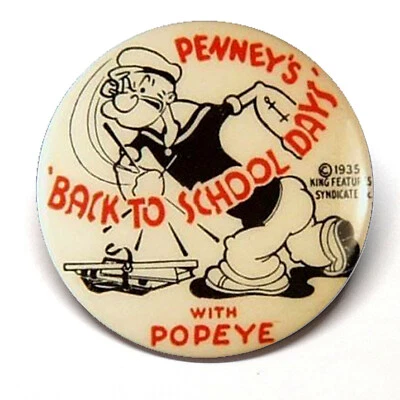 PENNEY'S
'BACK TO SCHOOL DAYS'
WITH
POPEYE
©1935
KING FEATURES
SYNDICATE